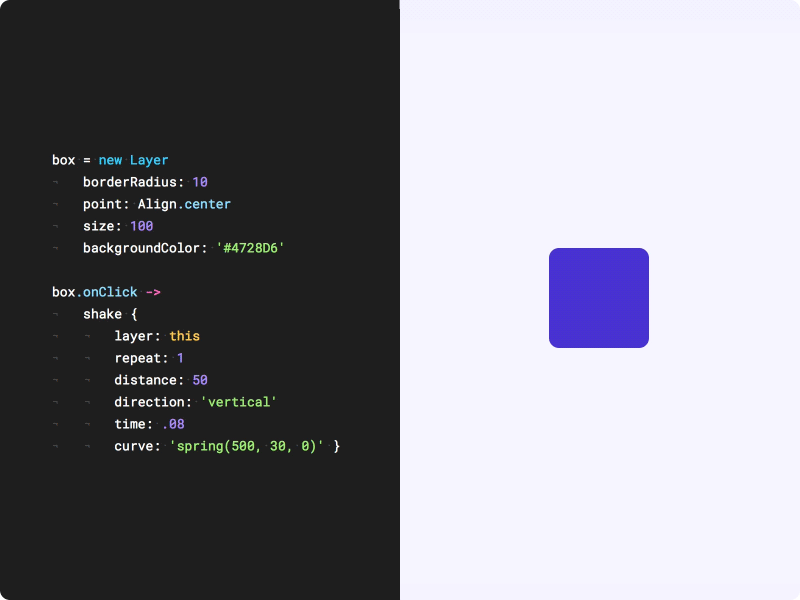 box = new Layer
borderRadius: 10
point: Align.center
size: 100
backgroundColor: '#4728D6'
box.onClick ->
shake {
layer: this
repeat: 1
distance: 50
direction: 'vertical'
time: .08
curve: 'spring(500, 30, 0)' }